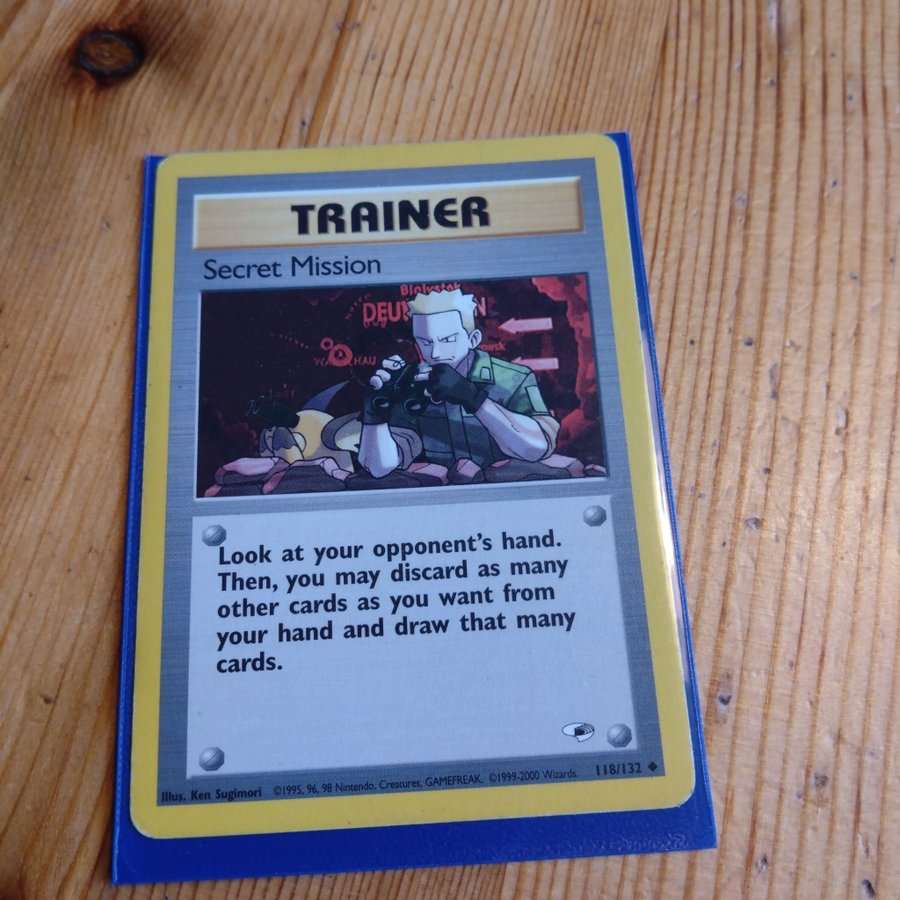 TRAINER
Secret Mission
Bialystok
Look at your opponent's hand.
Then, you may discard as many
other cards as you want from
your hand and draw that many
cards.
Illus. Ken Sugimori ©1995, 96, 98 Nintendo, Creatures, GAMEFREAK. ©1999-2000 Wizards. 118/132